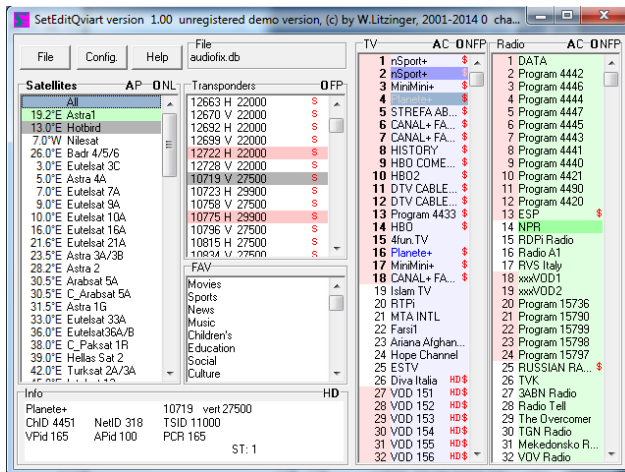 SetEditQviart version 1.00 unregistered demo version, (c) by W.Litzinger, 2001-2014 0 cha...
File
Config.
Help
File
audiofix.db
Satellites AP-ONL
All
19.2°E Astra1
13.0°E Hotbird
7.0°W Nilesat
26.0°E Badr 4/5/6
3.0°E Eutelsat 3C
5.0°E Astra 4A
7.0°E Eutelsat 7A
9.0°E Eutelsat 9A
10.0°E Eutelsat 10A
16.0°E Eutelsat 16A
21.6°E Eutelsat 21A
23.5°E Astra 3A/3B
28.2°E Astra 2
30.5°E Arabsat 5A
30.5°E C_Arabsat 5A
31.5°E Astra 1G
33.0°E Eutelsat 33A
36.0°E Eutelsat36A/B
38.0°E C_Paksat 1R
39.0°E Hellas Sat 2
42.0°E Turksat 2A/3A
Transponders OFP
12663 H 22000 S
12670 V 22000 S
12692 H 22000 S
12699 V 22000 S
12722 H 22000 S
12728 V 22000 S
10719 V 27500 S
10723 H 29900 S
10758 V 27500 S
10775 H 29900 S
10796 V 27500 S
10815 H 27500 S
10834 V 27500 S
FAV
Movies
Sports
News
Music
Children's
Education
Social
Culture
Info HD-
Planete+ 10719 vert 27500
ChID 4451 NetID 318 TSID 11000
VPid 165 APid 100 PCR 165
ST: 1
TV AC-ONFP
1 nSport+ $
2 nSport+ $
3 MiniMini+ $
4 Planete+ $
5 STREFA AB... $
6 CANAL+ FA... $
7 CANAL+ FA... $
8 HISTORY $
9 HBO COME... $
10 HBO2 $
11 DTV CABLE... $
12 DTV CABLE... $
13 Program 4433 $
14 HBO $
15 4fun.TV
16 Planete+ $
17 MiniMini+ $
18 CANAL+ FA... $
19 Islam TV
20 RTPi
21 MTA INTL
22 Farsi1
23 Ariana Afghan...
24 Hope Channel
25 ESTV
26 Diva Italia HD$
27 VOD 151 HD$
28 VOD 152 HD$
29 VOD 153 HD$
30 VOD 154 HD$
31 VOD 155 HD$
32 VOD 156 HD$
Radio AC-ONFP
1 DATA
2 Program 4442
3 Program 4446
4 Program 4444
5 Program 4447
6 Program 4445
7 Program 4443
8 Program 4441
9 Program 4440
10 Program 4421
11 Program 4490
12 Program 4420
13 ESP $
14 NPR
15 RDPi Radio
16 Radio A1
17 RVS Italy
18 xxxVOD1
19 xxxVOD2
20 Program 15736
21 Program 15790
22 Program 15799
23 Program 15798
24 Program 15797
25 RUSSIAN RA... $
26 TVK
27 3ABN Radio
28 Radio Tell
29 The Overcomer
30 TGN Radio
31 Mekedonsko R...
32 VOV Radio